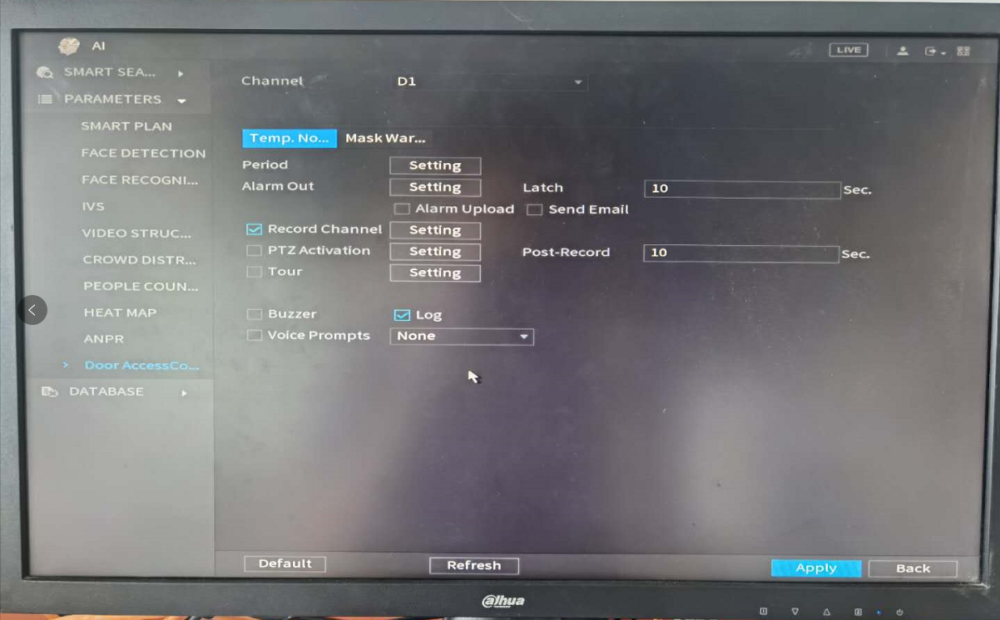 AI
LIVE
SMART SEA...
PARAMETERS
SMART PLAN
FACE DETECTION
FACE RECOGNI...
IVS
VIDEO STRUC...
CROWD DISTR...
PEOPLE COUN...
HEAT MAP
ANPR
Door AccessCo...
DATABASE
Channel D1
Temp. No... Mask War...
Period Setting
Alarm Out Setting Latch 10 Sec.
Alarm Upload Send Email
Record Channel Setting
PTZ Activation Setting Post-Record 10 Sec.
Tour Setting
Buzzer Log
Voice Prompts None
Default Refresh Apply Back
alhua